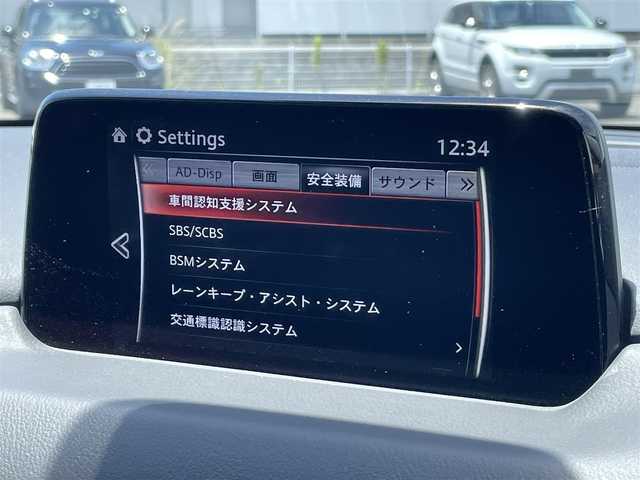 Settings
12:34
AD-Disp 画面 安全装備 サウンド
車間認知支援システム
SBS/SCBS
BSMシステム
レーンキープ・アシスト・システム
交通標識認識システム